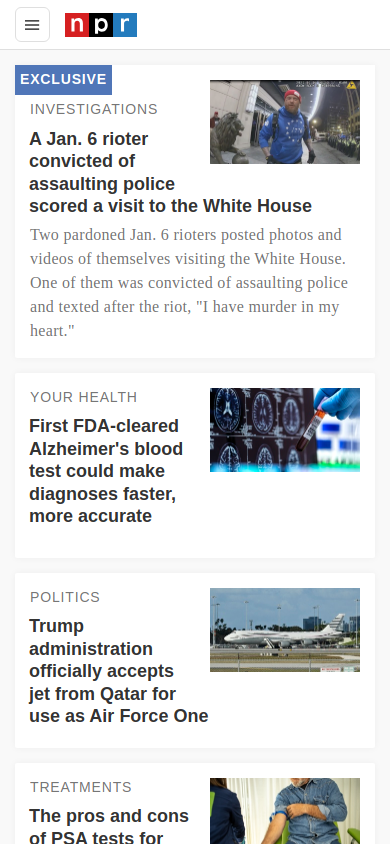 npr
EXCLUSIVE
INVESTIGATIONS
A Jan. 6 rioter
convicted of
assaulting police
scored a visit to the White House
Two pardoned Jan. 6 rioters posted photos and
videos of themselves visiting the White House.
One of them was convicted of assaulting police
and texted after the riot, "I have murder in my
heart."
YOUR HEALTH
First FDA-cleared
Alzheimer's blood
test could make
diagnoses faster,
more accurate
POLITICS
Trump
administration
officially accepts
jet from Qatar for
use as Air Force One
TREATMENTS
The pros and cons
of PSA tests for